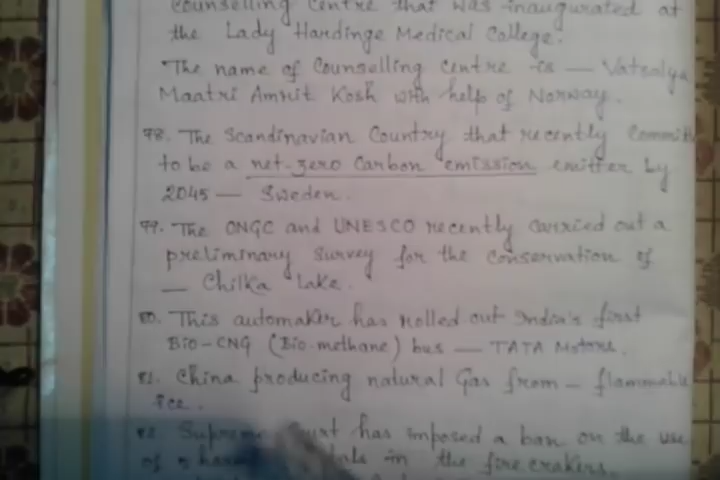 Counselling Centre that was inaugurated at
the Lady Hardinge Medical College.
The name of Counselling Centre is — Vatsalya
Maatri Amrit Kosh with help of Norway.
78. The Scandinavian Country that recently
to be a net-zero Carbon emission emitter by
2045 — Sweden.
79. The ONGC and UNESCO recently carried out a
preliminary survey for the conservation of
— Chilka Lake.
80. This automaker has rolled out India's first
Bio-CNG (Bio-methane) bus — TATA Motors.
81. China producing natural Gas from — flammable
ice.
Supreme Court has imposed a ban on the use
of 5 in the fire crakers.